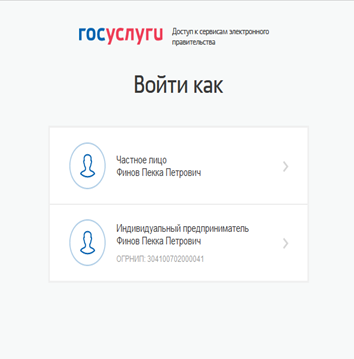 госуслуги
Доступ к сервисам электронного
правительства
Войти как
Частное лицо
Финов Пекка Петрович
Индивидуальный предприниматель
Финов Пекка Петрович
ОГРНИП: 304100702000041